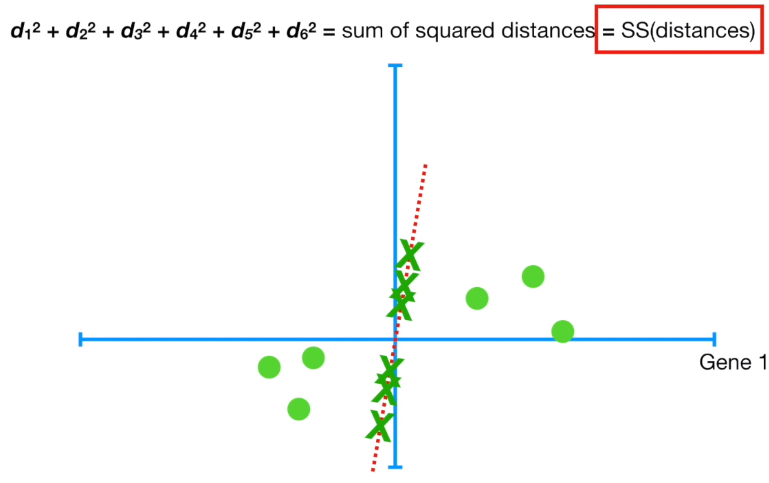 d₁² + d₂² + d₃² + d₄² + d₅² + d₆² = sum of squared distances = SS(distances)
Gene 1